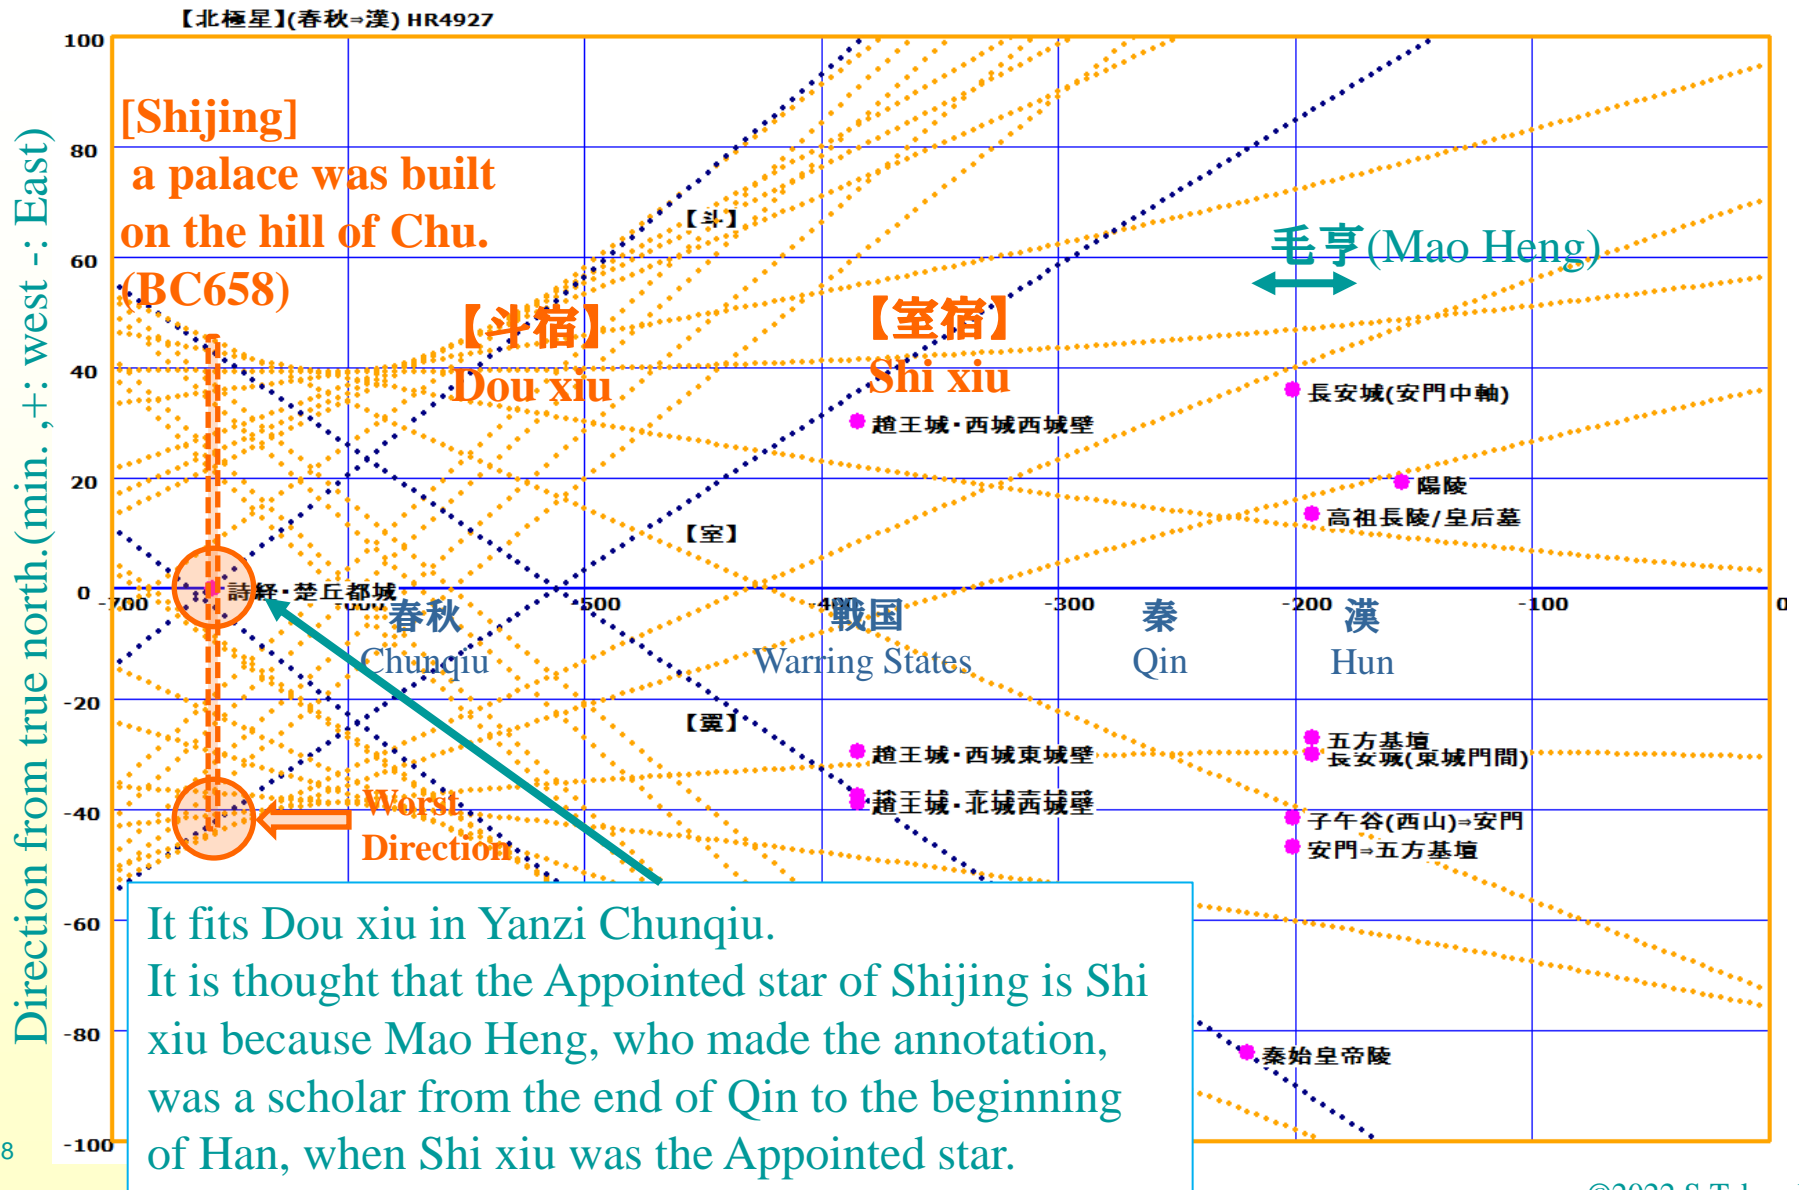 【北極星】(春秋⇒漢) HR4927
100
80
60
40
20
0
-20
-40
-60
-80
-100
-700
-600
-500
-400
-300
-200
-100
0
Direction from true north.(min. ,+: west -: East)
[Shijing]
a palace was built
on the hill of Chu.
(BC658)
【斗宿】
Dou xiu
【室宿】
Shi xiu
【斗】
【室】
【翼】
毛亨(Mao Heng)
長安城(安門中軸)
趙王城・西城西城壁
陽陵
高祖長陵/皇后墓
詩経・楚丘都城
春秋
Chunqiu
戦国
Warring States
秦
Qin
漢
Hun
趙王城・西城東城壁
趙王城・北城西城壁
五方基壇
長安城(東城門間)
子午谷(西山)⇒安門
安門⇒五方基壇
秦始皇帝陵
Worst
Direction
It fits Dou xiu in Yanzi Chunqiu.
It is thought that the Appointed star of Shijing is Shi
xiu because Mao Heng, who made the annotation,
was a scholar from the end of Qin to the beginning
of Han, when Shi xiu was the Appointed star.
8